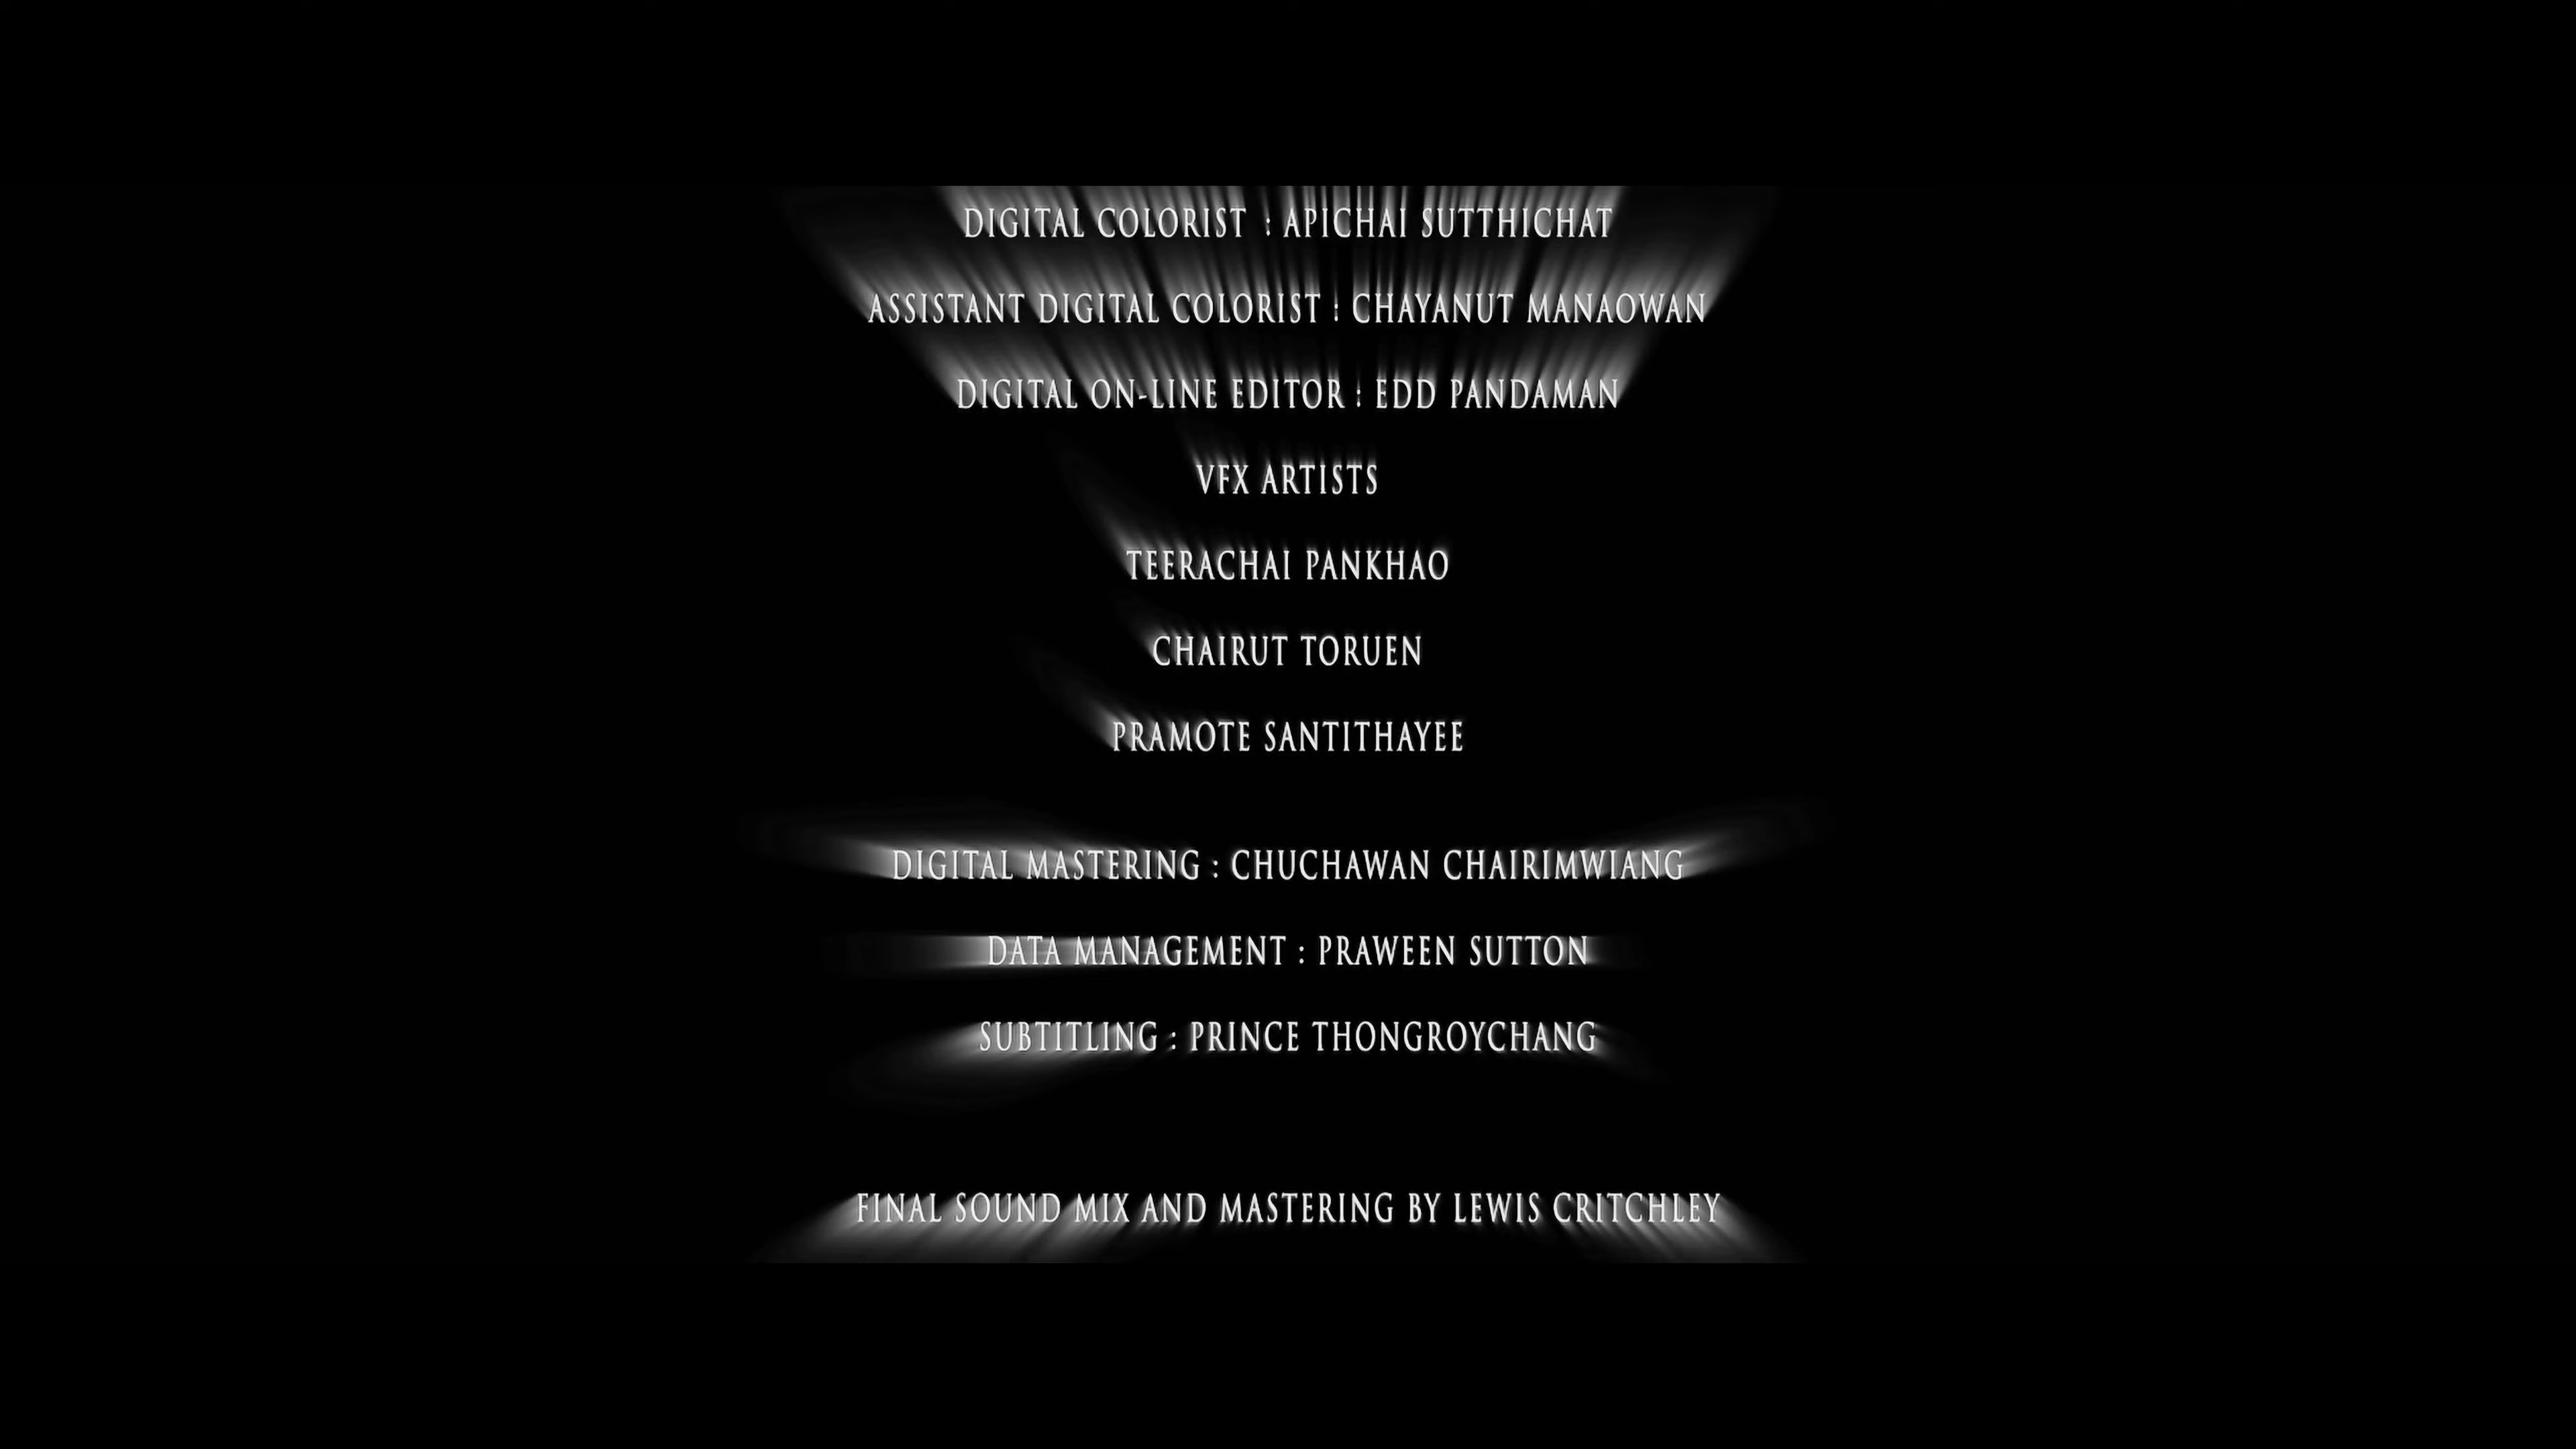 DIGITAL COLORIST : APICHAI SUTTHICHAT
ASSISTANT DIGITAL COLORIST : CHAYANUT MANAOWAN
DIGITAL ON-LINE EDITOR : EDD PANDAMAN
VFX ARTISTS
TEERACHAI PANKHAO
CHAIRUT TORUEN
PRAMOTE SANTITHAYEE
DIGITAL MASTERING : CHUCHAWAN CHAIRIMWIANG
DATA MANAGEMENT : PRAWEEN SUTTON
SUBTITLING : PRINCE THONGROYCHANG
FINAL SOUND MIX AND MASTERING BY LEWIS CRITCHLEY